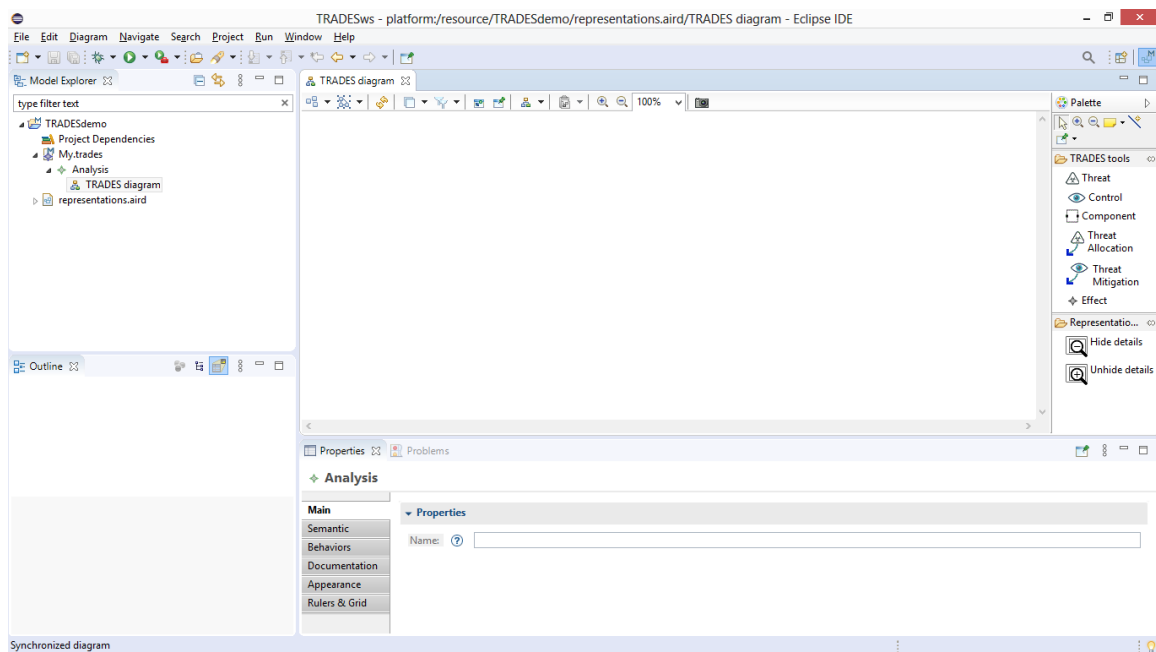 TRADESws - platform:/resource/TRADESdemo/representations.aird/TRADES diagram - Eclipse IDE
File Edit Diagram Navigate Search Project Run Window Help
Model Explorer
type filter text
TRADESdemo
Project Dependencies
My.trades
Analysis
TRADES diagram
representations.aird
Outline
TRADES diagram
100%
Palette
TRADES tools
Threat
Control
Component
Threat
Allocation
Threat
Mitigation
Effect
Representatio...
Hide details
Unhide details
Properties Problems
Analysis
Main
Semantic
Behaviors
Documentation
Appearance
Rulers & Grid
Properties
Name: ?
Synchronized diagram